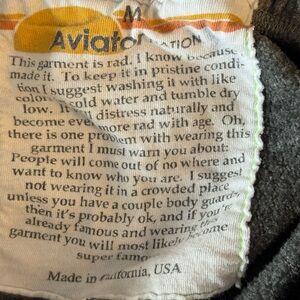 M
Aviator NATION
This garment is rad. I know because
made it. To keep it in pristine condi-
tion I suggest washing it with like
colors cold water and tumble dry
low. It distress naturally and
become even more rad with age. Oh,
there is one problem with wearing this
garment I must warn you about:
People will come out of no where and
want to know who you are. I suggest
not wearing it in a crowded place
unless you have a couple body guards
then it's probably ok, and if you're
already famous and wearing this
garment you will most likely become
super famo
Made in California, USA